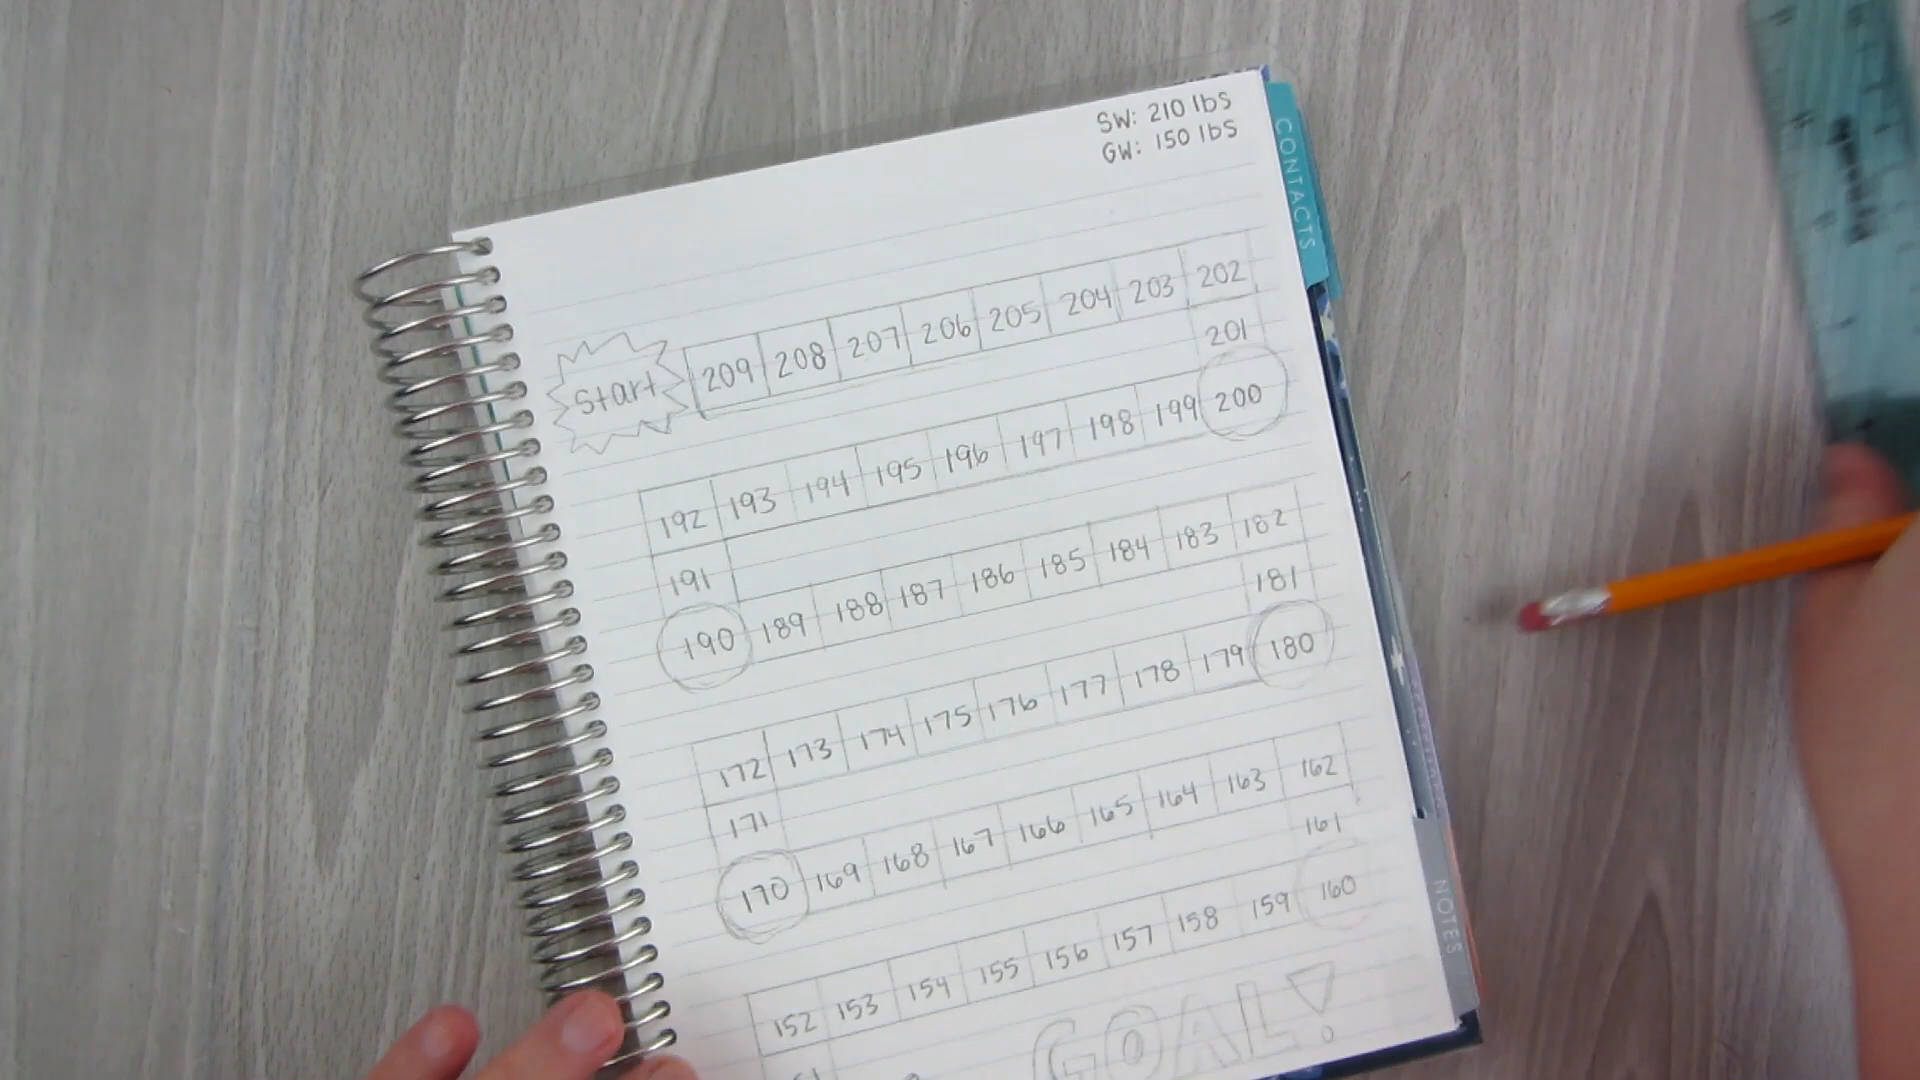 SW: 210 lbs
GW: 150 lbs
CONTACTS
Start 209 208 207 206 205 204 203 202
201
192 193 194 195 196 197 198 199 200
191
190 189 188 187 186 185 184 183 182
181
172 173 174 175 176 177 178 179 180
171
170 169 168 167 166 165 164 163 162
161
152 153 154 155 156 157 158 159 160
GOAL!
NOTES